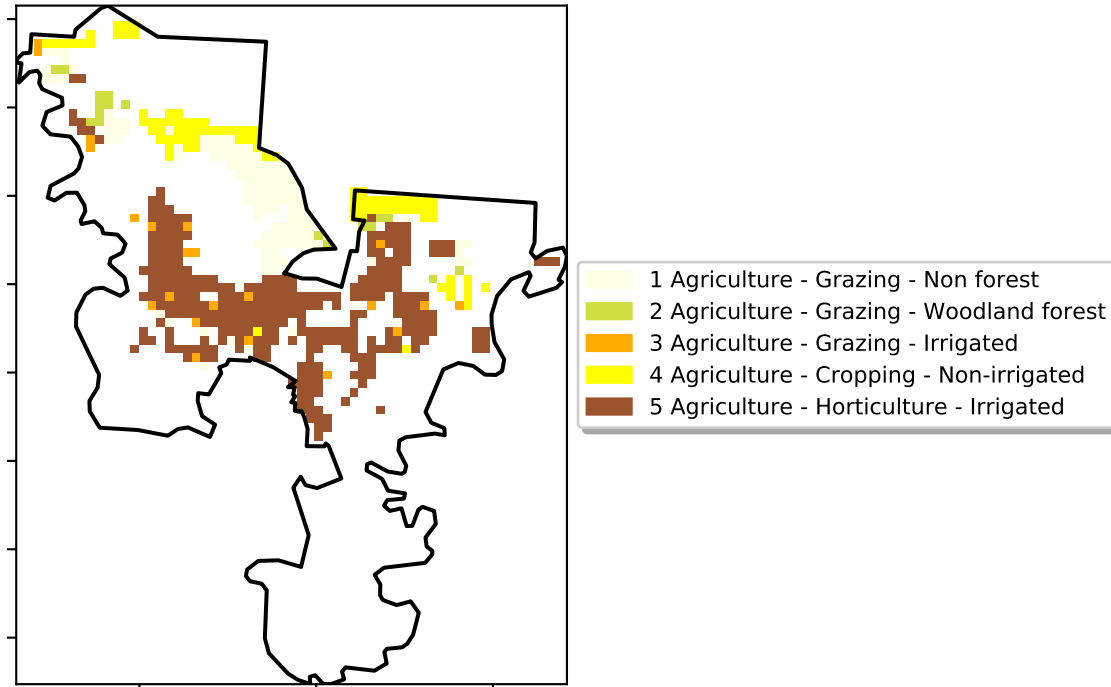 1 Agriculture - Grazing - Non forest
2 Agriculture - Grazing - Woodland forest
3 Agriculture - Grazing - Irrigated
4 Agriculture - Cropping - Non-irrigated
5 Agriculture - Horticulture - Irrigated